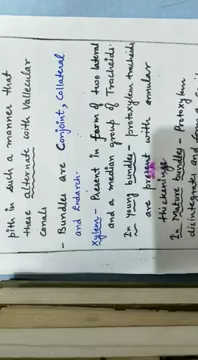 pith in such a manner that
these alternate with Vallecular
canals
- Bundles are Conjoint, Collateral
and Endarch.
Xylem - Present in form of two lateral
and a median group of Tracheids.
In young bundles - protoxylem tracheids
are present with annular
thickenings.
In Mature bundles - Protoxylem
disintegrates and forms a